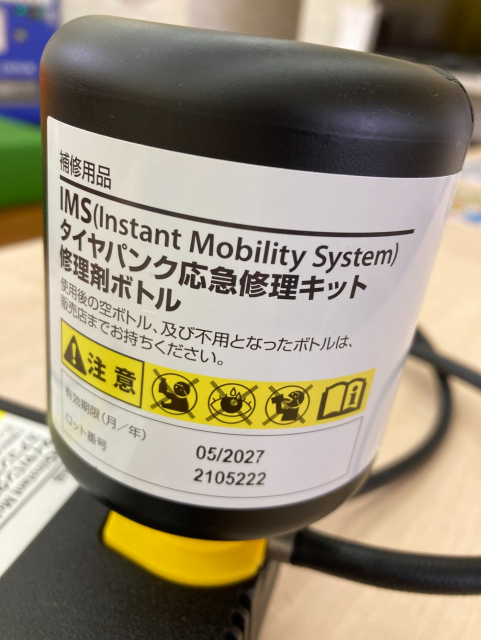 補修用品
IMS(Instant Mobility System)
タイヤパンク応急修理キット
修理剤ボトル
使用後の空ボトル、及び不用となったボトルは、
販売店までお持ちください。
注意
有効期限(月/年)
05/2027
ロット番号
2105222